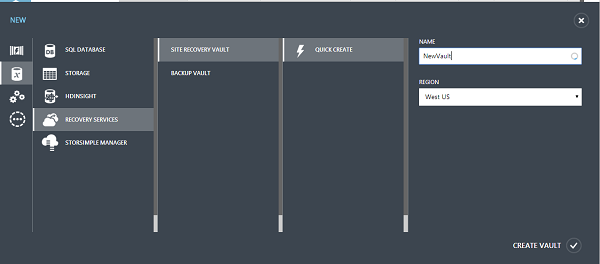 NEW
SQL DATABASE
STORAGE
HDINSIGHT
RECOVERY SERVICES
STORSIMPLE MANAGER
SITE RECOVERY VAULT
BACKUP VAULT
QUICK CREATE
NAME
NewVault
REGION
West US
CREATE VAULT